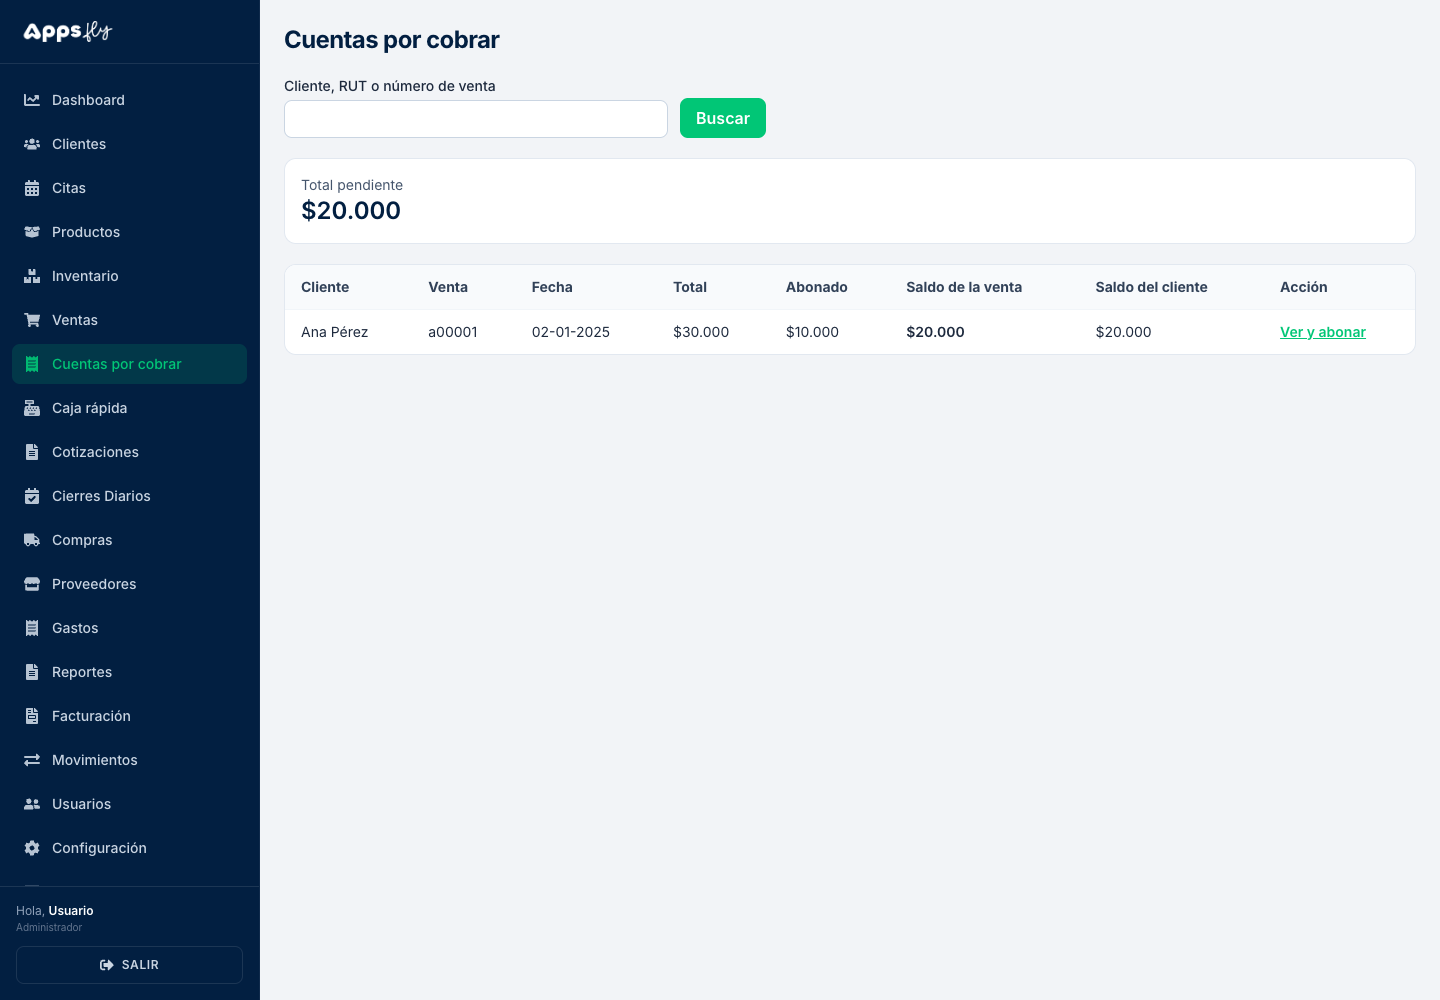 Appsfly
Dashboard
Clientes
Citas
Productos
Inventario
Ventas
Cuentas por cobrar
Caja rápida
Cotizaciones
Cierres Diarios
Compras
Proveedores
Gastos
Reportes
Facturación
Movimientos
Usuarios
Configuración
Hola, Usuario
Administrador
SALIR
Cuentas por cobrar
Cliente, RUT o número de venta
Buscar
Total pendiente
$20.000
Cliente Venta Fecha Total Abonado Saldo de la venta Saldo del cliente Acción
Ana Pérez a00001 02-01-2025 $30.000 $10.000 $20.000 $20.000 Ver y abonar